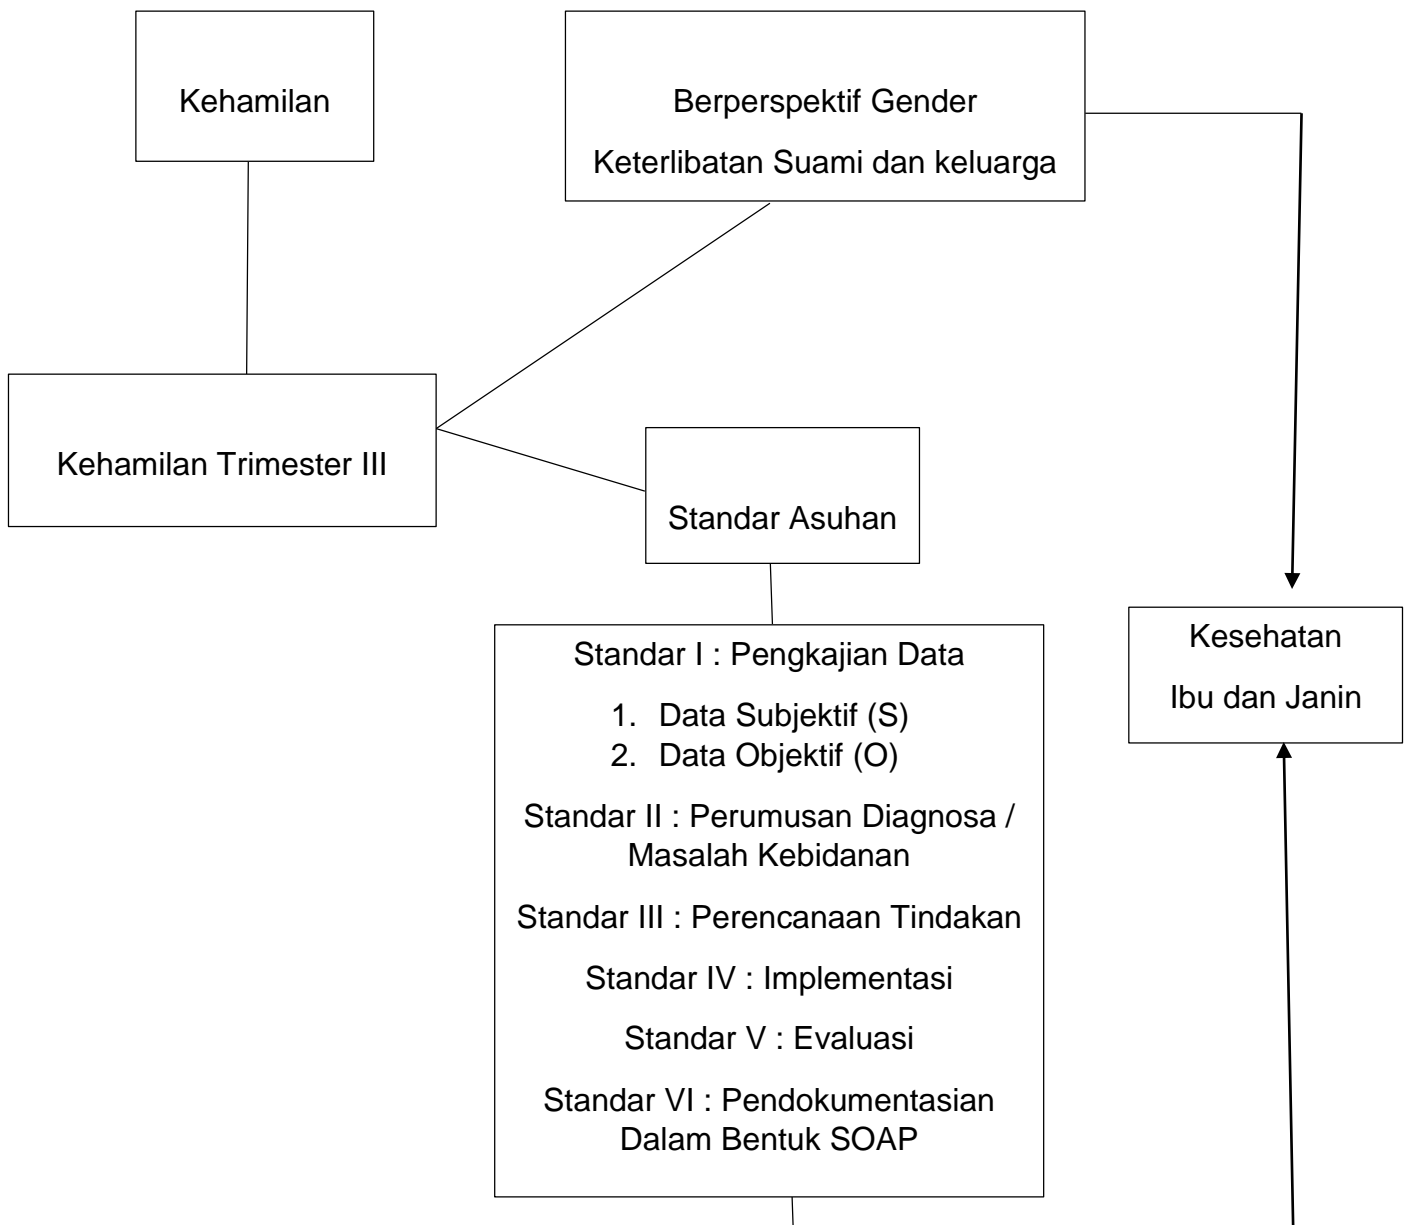 Kehamilan
Berperspektif Gender
Keterlibatan Suami dan keluarga
Kehamilan Trimester III
Standar Asuhan
Standar I : Pengkajian Data
1. Data Subjektif (S)
2. Data Objektif (O)
Standar II : Perumusan Diagnosa /
Masalah Kebidanan
Standar III : Perencanaan Tindakan
Standar IV : Implementasi
Standar V : Evaluasi
Standar VI : Pendokumentasian
Dalam Bentuk SOAP
Kesehatan
Ibu dan Janin